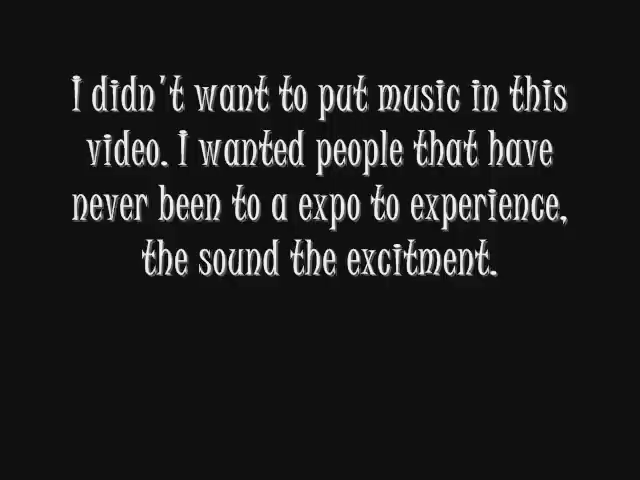 I didn't want to put music in this
video. I wanted people that have
never been to a expo to experience,
the sound the excitment.